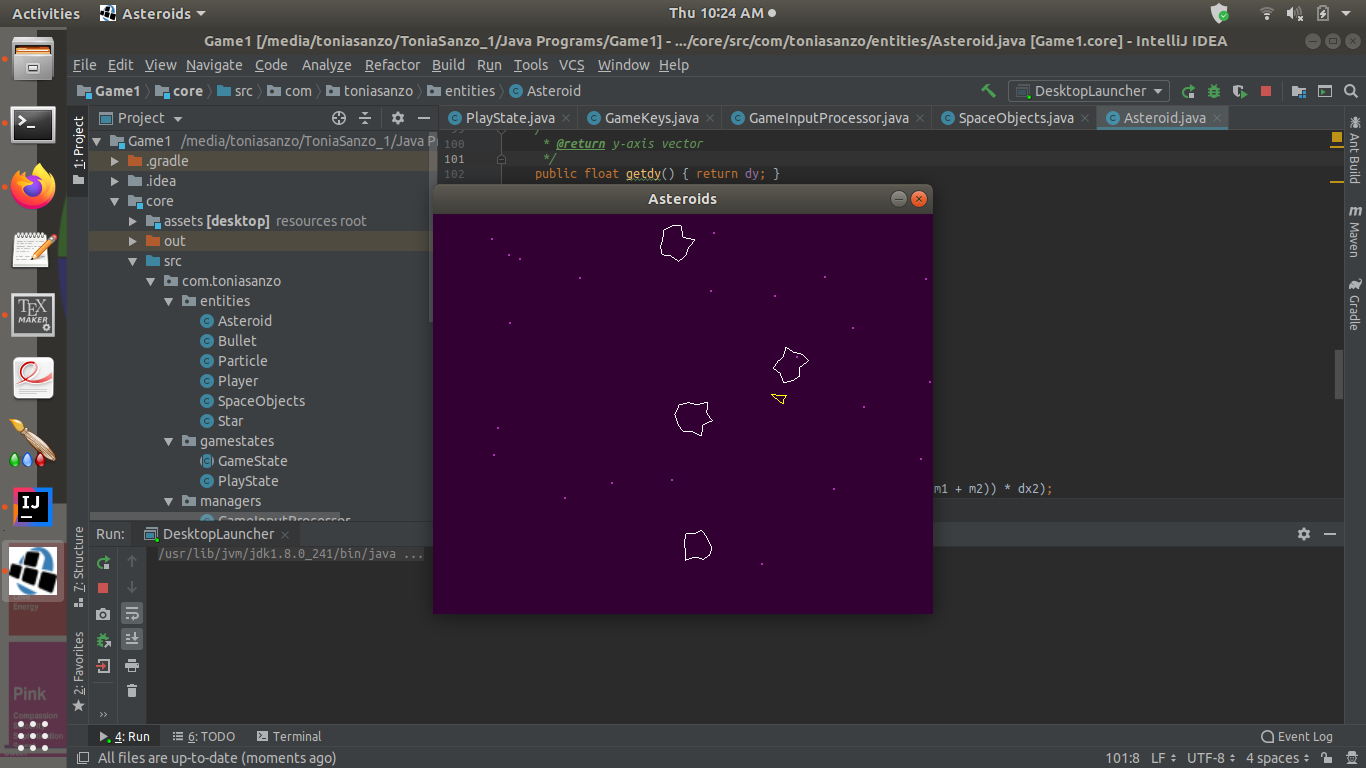 Activities Asteroids Thu 10:24 AM
Game1 [/media/toniasanzo/ToniaSanzo_1/Java Programs/Game1] - .../core/src/com/toniasanzo/entities/Asteroid.java [Game1.core] - IntelliJ IDEA
File Edit View Navigate Code Analyze Refactor Build Run Tools VCS Window Help
Game1 core src com toniasanzo entities Asteroid DesktopLauncher
1: Project
Project PlayState.java GameKeys.java GameInputProcessor.java SpaceObjects.java Asteroid.java
Game1 /media/toniasanzo/ToniaSanzo_1/Java P
.gradle
.idea
core
assets [desktop] resources root
out
src
com.toniasanzo
entities
Asteroid
Bullet
Particle
Player
SpaceObjects
Star
gamestates
GameState
PlayState
managers
GameInputProcessor
100 * @return y-axis vector
101 */
102 public float getdy() { return dy; }
Asteroids
m1 + m2)) * dx2);
Ant Build
m Maven
Gradle
TEX
MAKER
IJ
Energy
Pink
Compassion
7: Structure
2: Favorites
Run: DesktopLauncher
/usr/lib/jvm/jdk1.8.0_241/bin/java ...
4: Run 6: TODO Terminal Event Log
All files are up-to-date (moments ago) 101:8 LF UTF-8 4 spaces